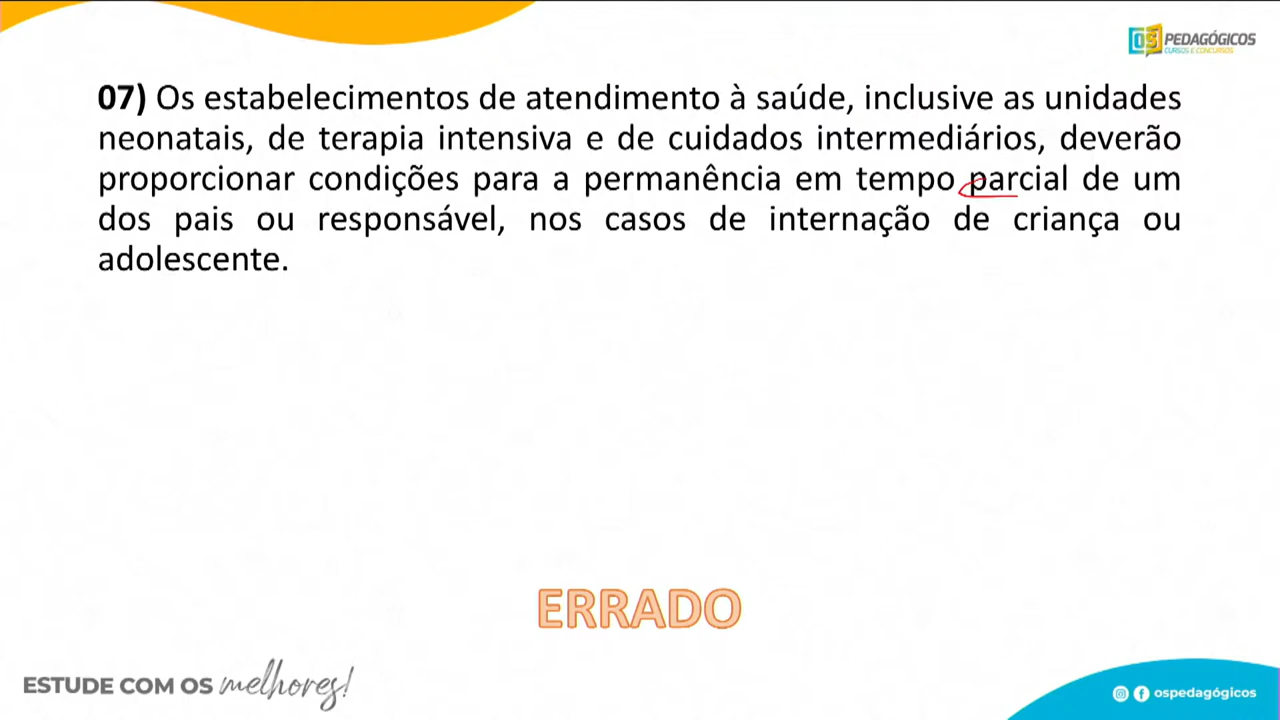 OS PEDAGÓGICOS
CURSOS E CONCURSOS
07) Os estabelecimentos de atendimento à saúde, inclusive as unidades
neonatais, de terapia intensiva e de cuidados intermediários, deverão
proporcionar condições para a permanência em tempo parcial de um
dos pais ou responsável, nos casos de internação de criança ou
adolescente.
ERRADO
ESTUDE COM OS melhores!
ospedagógicos